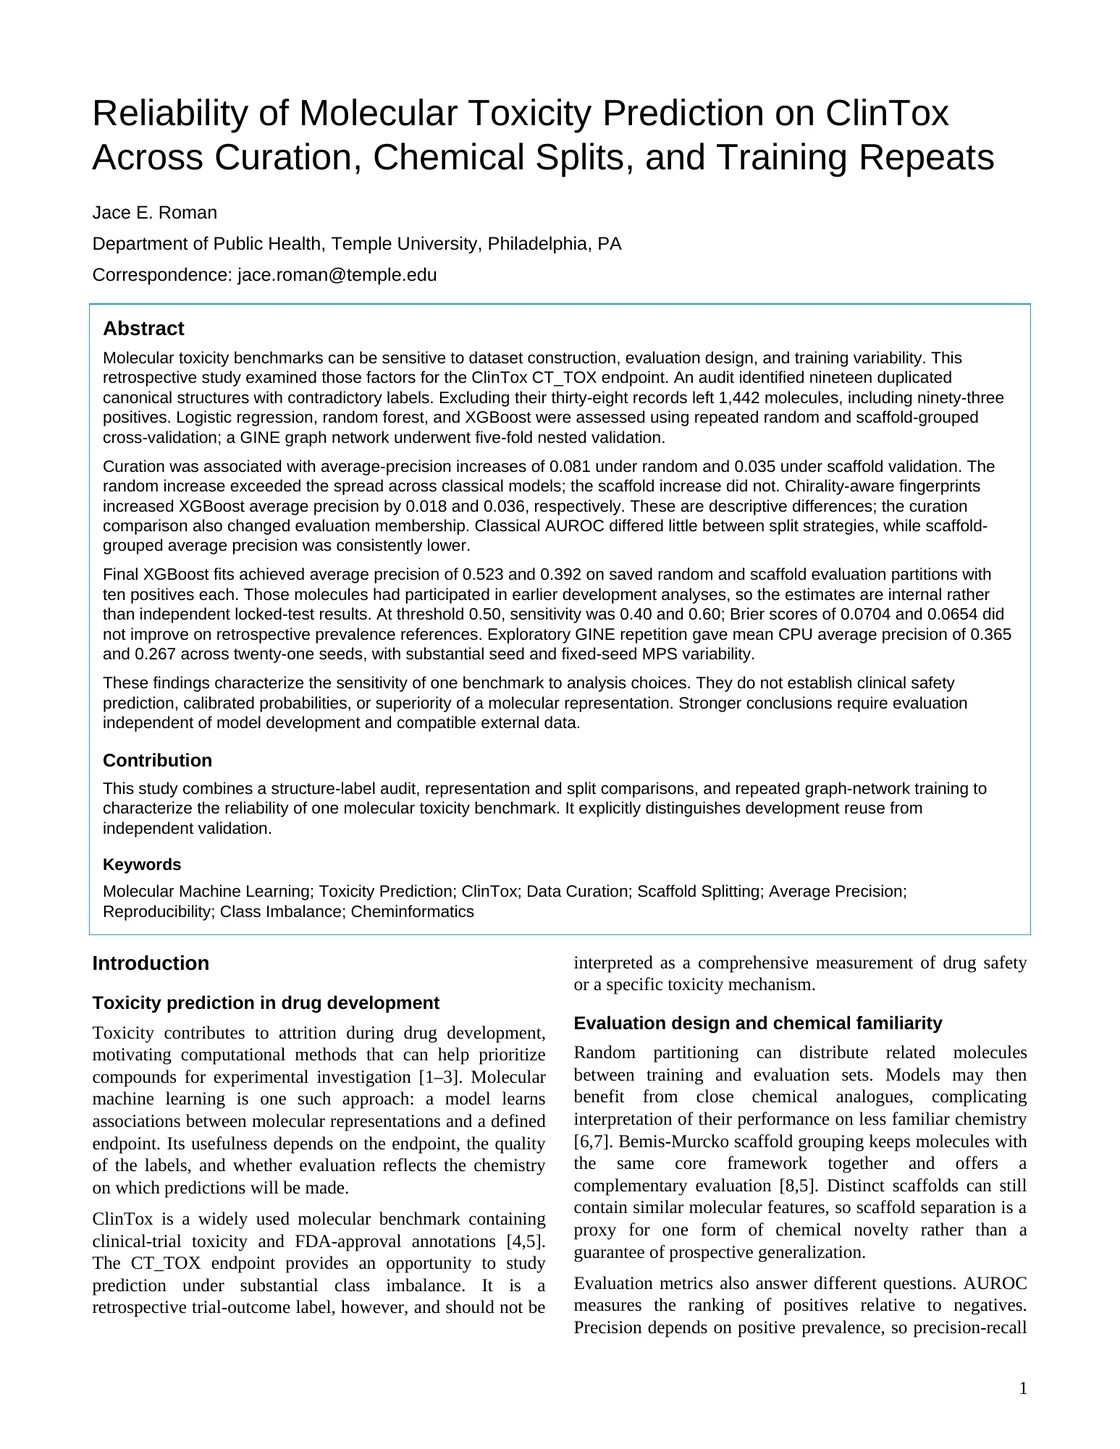 Reliability of Molecular Toxicity Prediction on ClinTox
Across Curation, Chemical Splits, and Training Repeats
Jace E. Roman
Department of Public Health, Temple University, Philadelphia, PA
Correspondence: jace.roman@temple.edu
Abstract
Molecular toxicity benchmarks can be sensitive to dataset construction, evaluation design, and training variability. This
retrospective study examined those factors for the ClinTox CT_TOX endpoint. An audit identified nineteen duplicated
canonical structures with contradictory labels. Excluding their thirty-eight records left 1,442 molecules, including ninety-three
positives. Logistic regression, random forest, and XGBoost were assessed using repeated random and scaffold-grouped
cross-validation; a GINE graph network underwent five-fold nested validation.
Curation was associated with average-precision increases of 0.081 under random and 0.035 under scaffold validation. The
random increase exceeded the spread across classical models; the scaffold increase did not. Chirality-aware fingerprints
increased XGBoost average precision by 0.018 and 0.036, respectively. These are descriptive differences; the curation
comparison also changed evaluation membership. Classical AUROC differed little between split strategies, while scaffold-
grouped average precision was consistently lower.
Final XGBoost fits achieved average precision of 0.523 and 0.392 on saved random and scaffold evaluation partitions with
ten positives each. Those molecules had participated in earlier development analyses, so the estimates are internal rather
than independent locked-test results. At threshold 0.50, sensitivity was 0.40 and 0.60; Brier scores of 0.0704 and 0.0654 did
not improve on retrospective prevalence references. Exploratory GINE repetition gave mean CPU average precision of 0.365
and 0.267 across twenty-one seeds, with substantial seed and fixed-seed MPS variability.
These findings characterize the sensitivity of one benchmark to analysis choices. They do not establish clinical safety
prediction, calibrated probabilities, or superiority of a molecular representation. Stronger conclusions require evaluation
independent of model development and compatible external data.
Contribution
This study combines a structure-label audit, representation and split comparisons, and repeated graph-network training to
characterize the reliability of one molecular toxicity benchmark. It explicitly distinguishes development reuse from
independent validation.
Keywords
Molecular Machine Learning; Toxicity Prediction; ClinTox; Data Curation; Scaffold Splitting; Average Precision;
Reproducibility; Class Imbalance; Cheminformatics
Introduction
Toxicity prediction in drug development
Toxicity contributes to attrition during drug development,
motivating computational methods that can help prioritize
compounds for experimental investigation [1–3]. Molecular
machine learning is one such approach: a model learns
associations between molecular representations and a defined
endpoint. Its usefulness depends on the endpoint, the quality
of the labels, and whether evaluation reflects the chemistry
on which predictions will be made.
ClinTox is a widely used molecular benchmark containing
clinical-trial toxicity and FDA-approval annotations [4,5].
The CT_TOX endpoint provides an opportunity to study
prediction under substantial class imbalance. It is a
retrospective trial-outcome label, however, and should not be
interpreted as a comprehensive measurement of drug safety
or a specific toxicity mechanism.
Evaluation design and chemical familiarity
Random partitioning can distribute related molecules
between training and evaluation sets. Models may then
benefit from close chemical analogues, complicating
interpretation of their performance on less familiar chemistry
[6,7]. Bemis-Murcko scaffold grouping keeps molecules with
the same core framework together and offers a
complementary evaluation [8,5]. Distinct scaffolds can still
contain similar molecular features, so scaffold separation is a
proxy for one form of chemical novelty rather than a
guarantee of prospective generalization.
Evaluation metrics also answer different questions. AUROC
measures the ranking of positives relative to negatives.
Precision depends on positive prevalence, so precision-recall
1